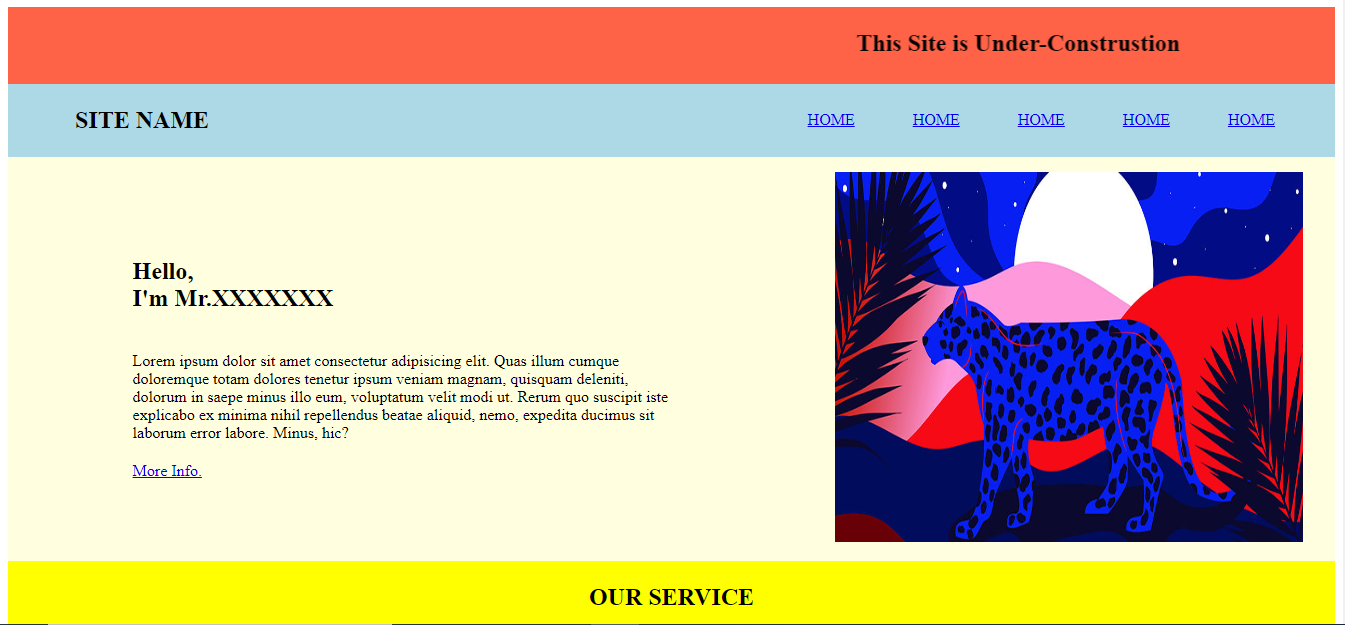 This Site is Under-Construstion
SITE NAME
HOME HOME HOME HOME HOME
Hello,
I'm Mr.XXXXXXX
Lorem ipsum dolor sit amet consectetur adipisicing elit. Quas illum cumque
doloremque totam dolores tenetur ipsum veniam magnam, quisquam deleniti,
dolorum in saepe minus illo eum, voluptatum velit modi ut. Rerum quo suscipit iste
explicabo ex minima nihil repellendus beatae aliquid, nemo, expedita ducimus sit
laborum error labore. Minus, hic?
More Info.
OUR SERVICE